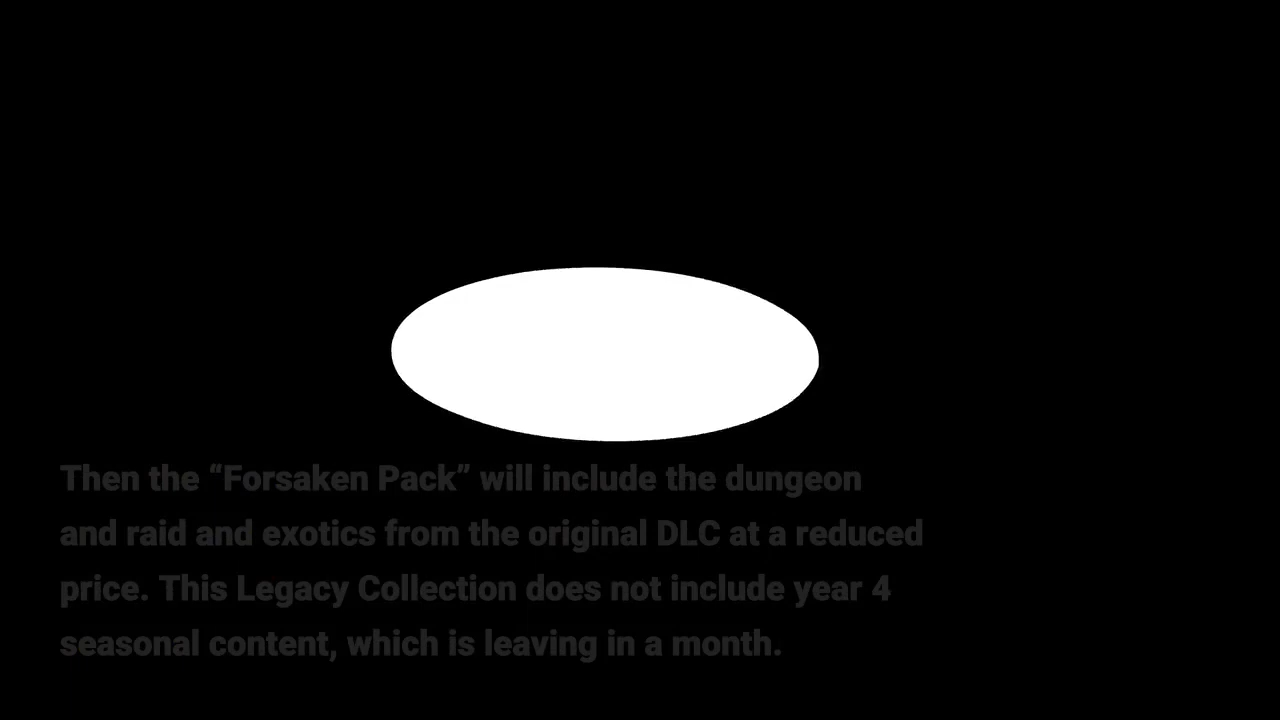 Then the “Forsaken Pack” will include the dungeon
and raid and exotics from the original DLC at a reduced
price. This Legacy Collection does not include year 4
seasonal content, which is leaving in a month.